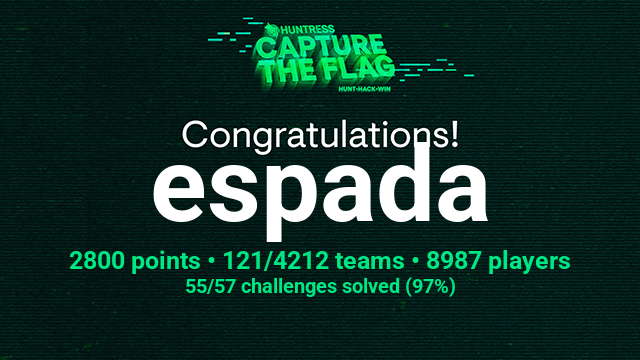 HUNTRESS
CAPTURE
THE FLAG
HUNT•HACK•WIN
Congratulations!
espada
2800 points • 121/4212 teams • 8987 players
55/57 challenges solved (97%)